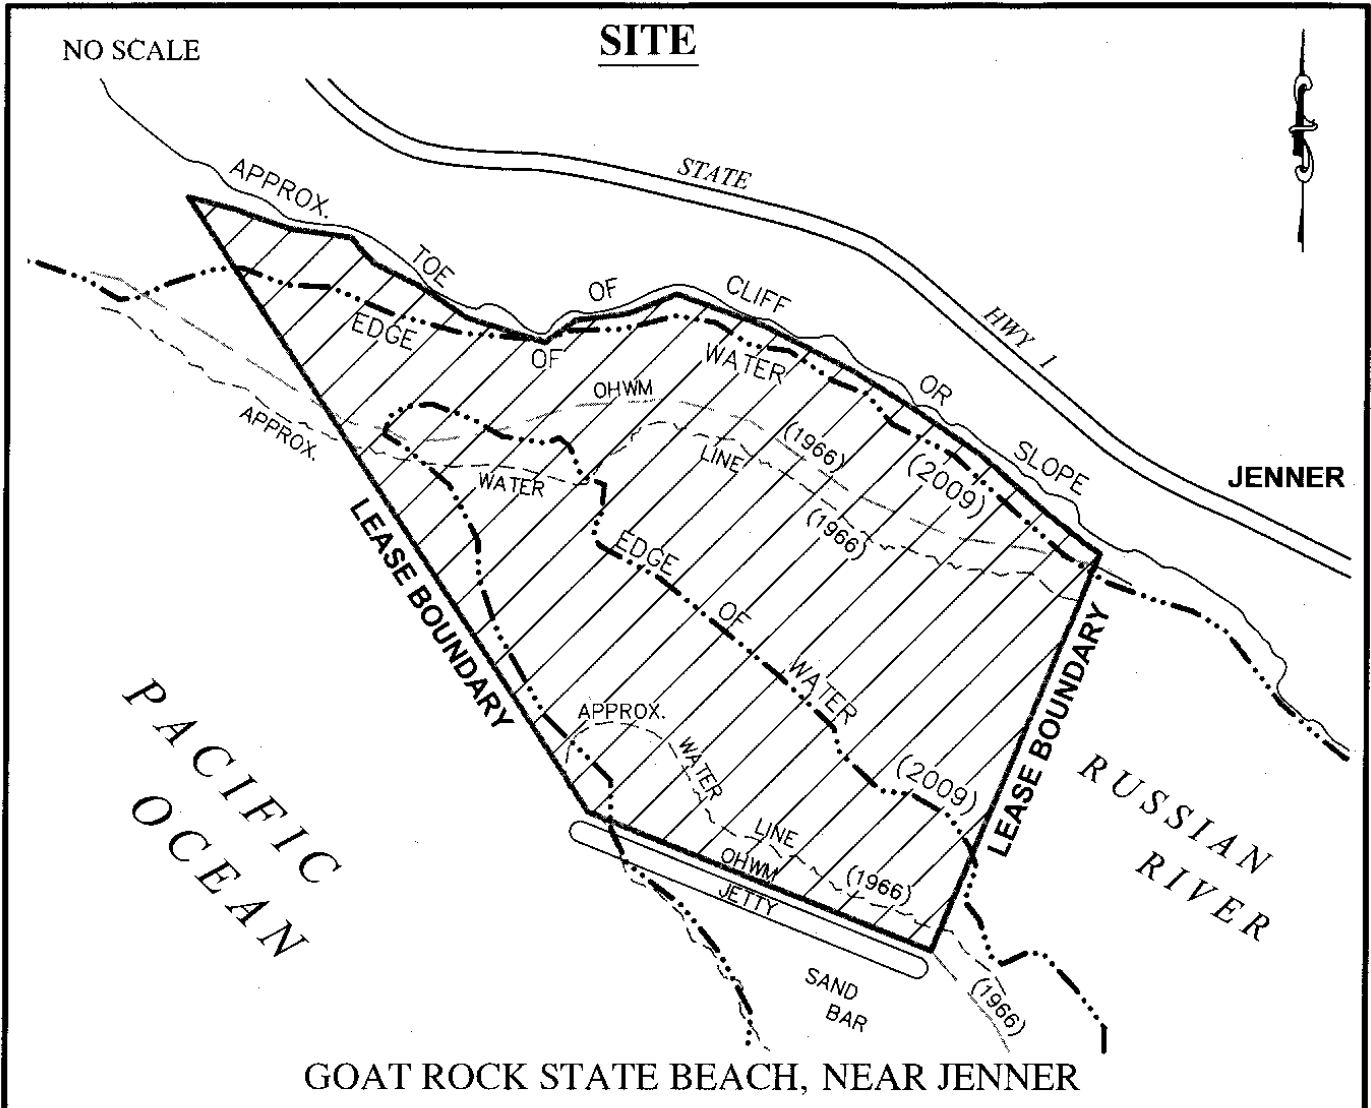 SITE
NO SCALE
STATE
HWY 1
JENNER
APPROX.
TOE
OF
CLIFF
OR
SLOPE
EDGE
OF
WATER
(2009)
OHWM
(1966)
APPROX.
WATER
LINE
(1966)
EDGE
OF
WATER
(2009)
LEASE BOUNDARY
LEASE BOUNDARY
APPROX.
WATER
LINE
(1966)
OHWM
JETTY
(1966)
SAND
BAR
PACIFIC
OCEAN
RUSSIAN
RIVER
GOAT ROCK STATE BEACH, NEAR JENNER